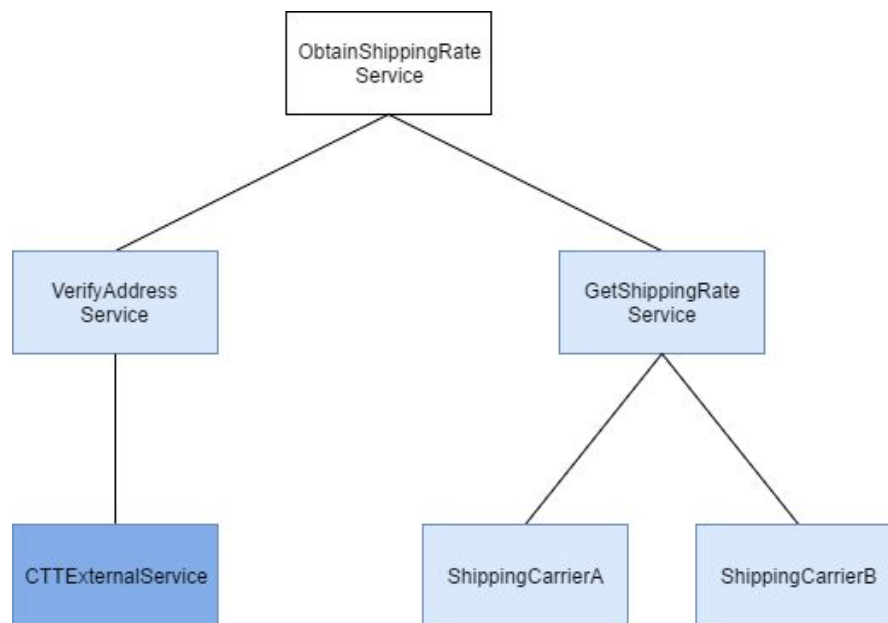 ObtainShippingRate
Service
VerifyAddress
Service
GetShippingRate
Service
CTTExternalService
ShippingCarrierA
ShippingCarrierB